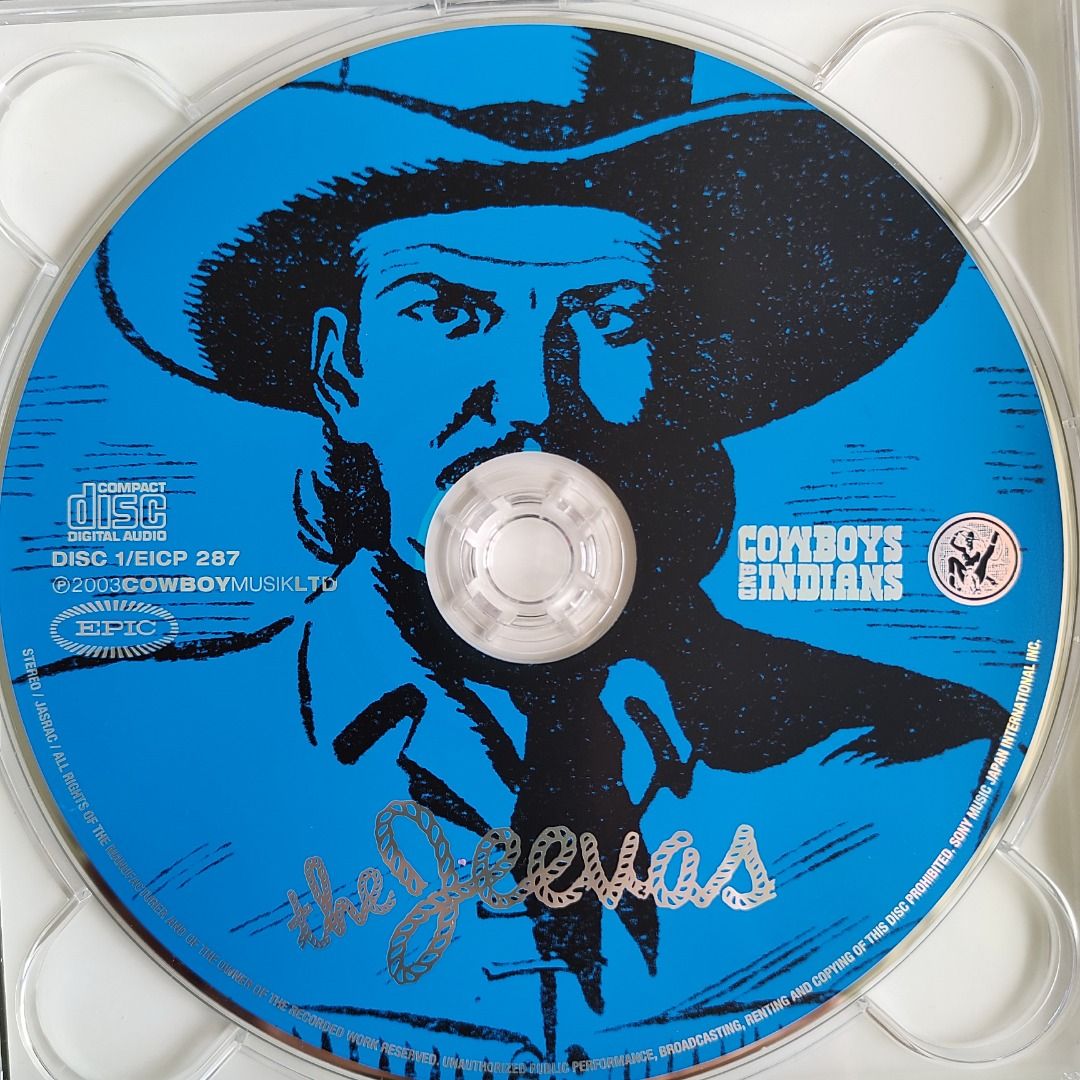 COMPACT
disc
DIGITAL AUDIO
DISC 1/EICP 287
℗2003COWBOYMUSIKLTD
EPIC
COWBOYS
AND
INDIANS
the Jeevas
STEREO / JASRAC / ALL RIGHTS OF THE MANUFACTURER, AND OF THE OWNER OF THE RECORDED WORK RESERVED. UNAUTHORIZED PUBLIC PERFORMANCE, BROADCASTING, RENTING AND COPYING OF THIS DISC PROHIBITED. SONY MUSIC JAPAN INTERNATIONAL INC.